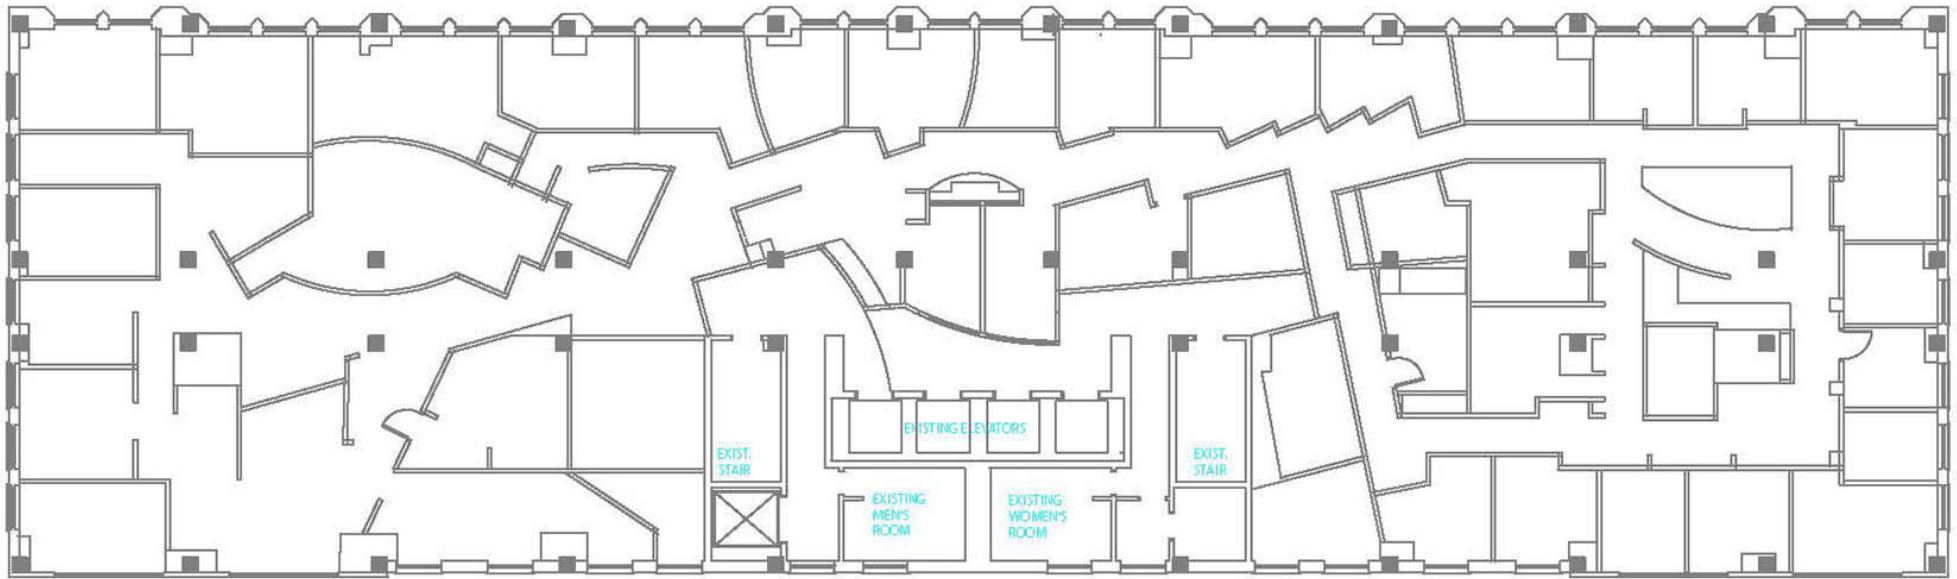 EXISTING ELEVATORS
EXIST.
STAIR
EXIST.
STAIR
EXISTING
MEN'S
ROOM
EXISTING
WOMEN'S
ROOM